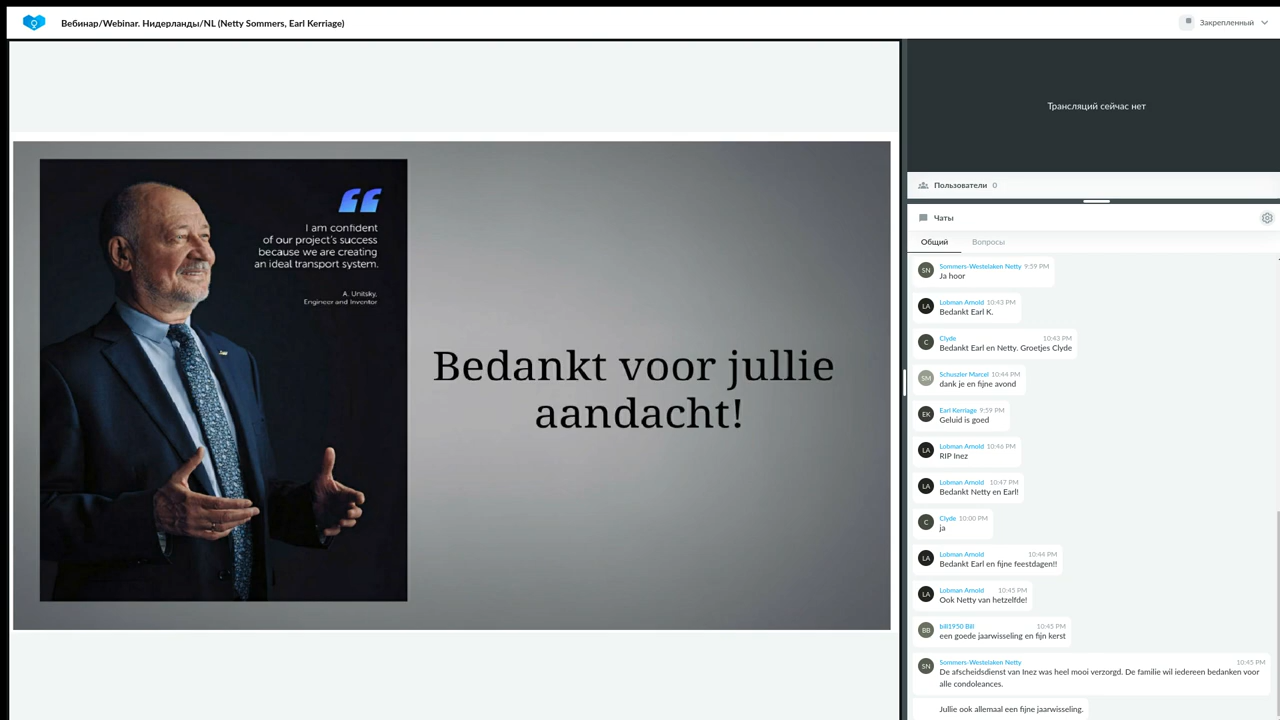 Вебинар/Webinar. Нидерланды/NL (Netty Sommers, Earl Kerriage)
Закрепленный
I am confident
of our project's success
because we are creating
an ideal transport system.
A. Unitsky,
Engineer and Inventor
Bedankt voor jullie
aandacht!
Трансляций сейчас нет
Пользователи 0
Чаты
Общий Вопросы
SN Sommers-Westelaken Netty 9:59 PM
Ja hoor
LA Lobman Arnold 10:43 PM
Bedankt Earl K.
C Clyde 10:43 PM
Bedankt Earl en Netty. Groetjes Clyde
SM Schuszler Marcel 10:44 PM
dank je en fijne avond
EK Earl Kerriage 9:59 PM
Geluid is goed
LA Lobman Arnold 10:46 PM
RIP Inez
LA Lobman Arnold 10:47 PM
Bedankt Netty en Earl!
C Clyde 10:00 PM
ja
LA Lobman Arnold 10:44 PM
Bedankt Earl en fijne feestdagen!!
LA Lobman Arnold 10:45 PM
Ook Netty van hetzelfde!
BB bill1950 Bill 10:45 PM
een goede jaarwisseling en fijn kerst
SN Sommers-Westelaken Netty 10:45 PM
De afscheidsdienst van Inez was heel mooi verzorgd. De familie wil iedereen bedanken voor
alle condoleances.
Jullie ook allemaal een fijne jaarwisseling.